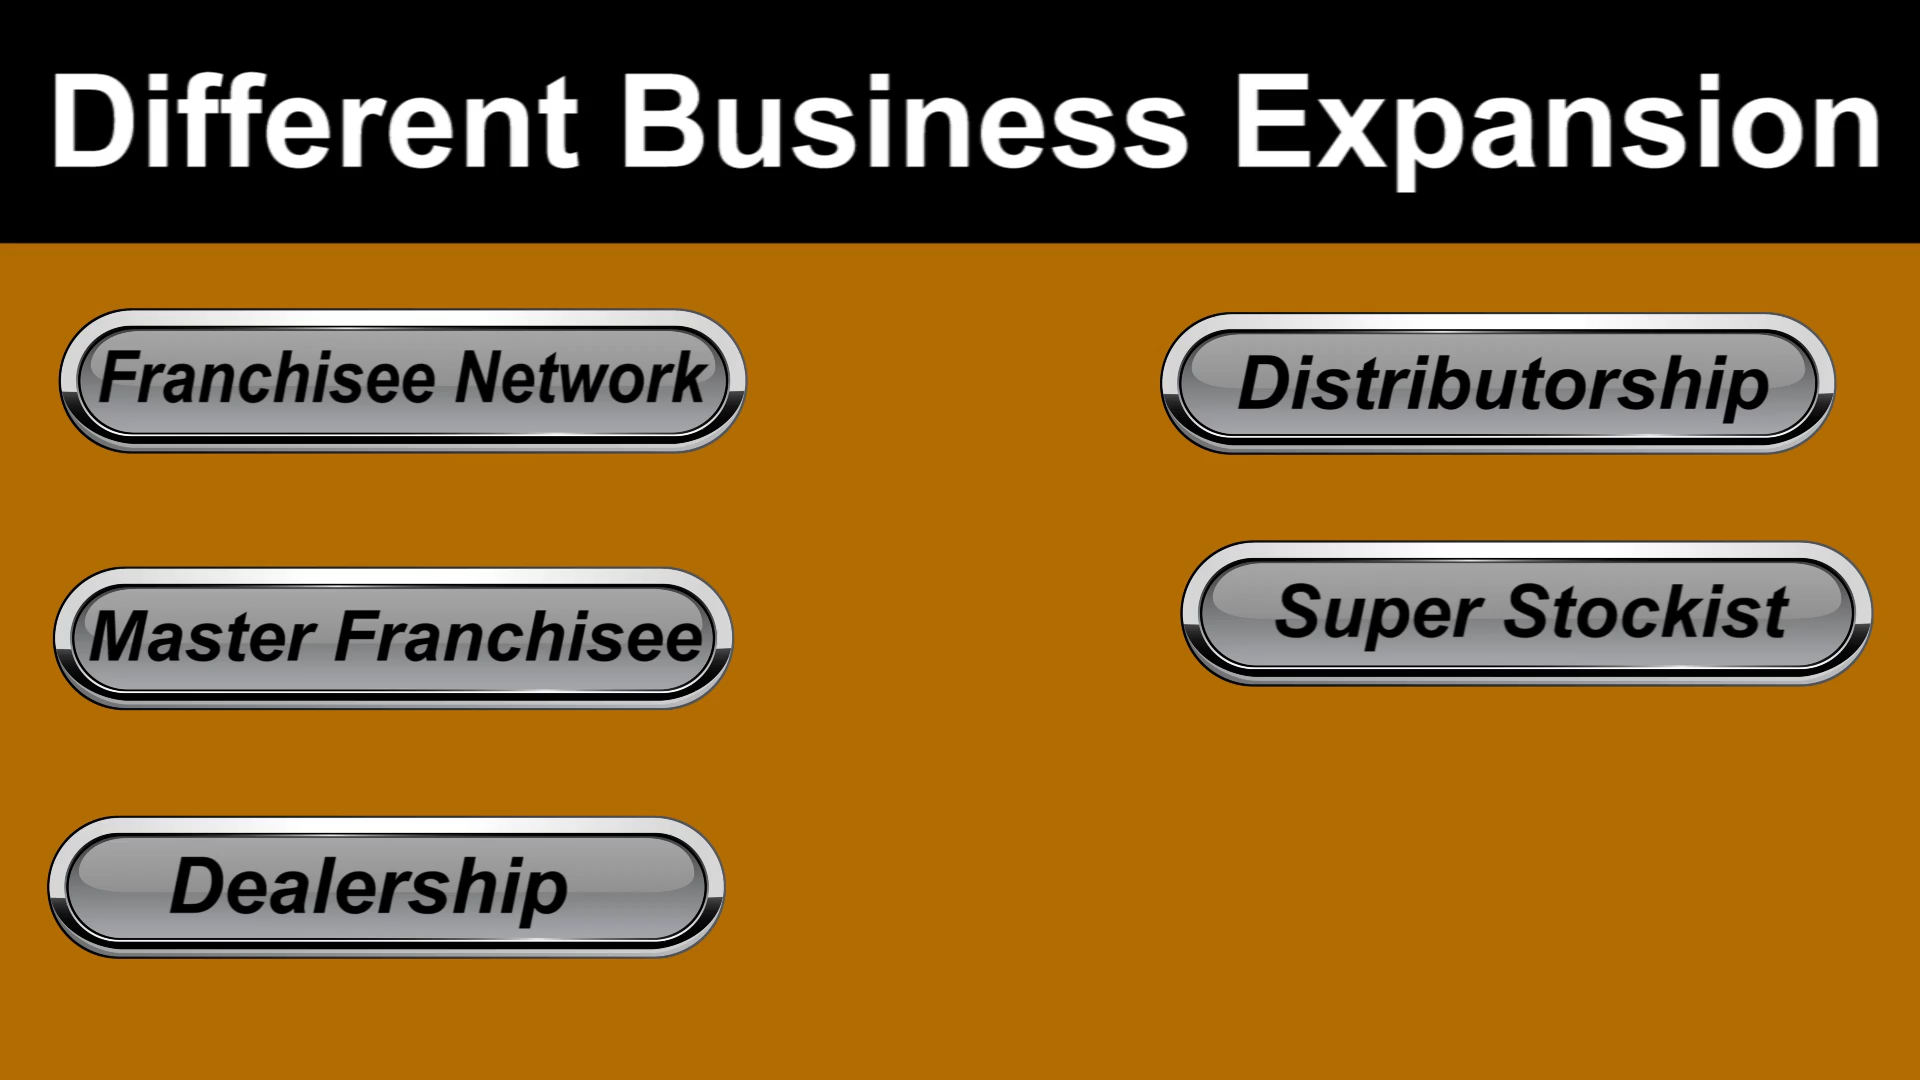 Different Business Expansion
Franchisee Network
Distributorship
Master Franchisee
Super Stockist
Dealership